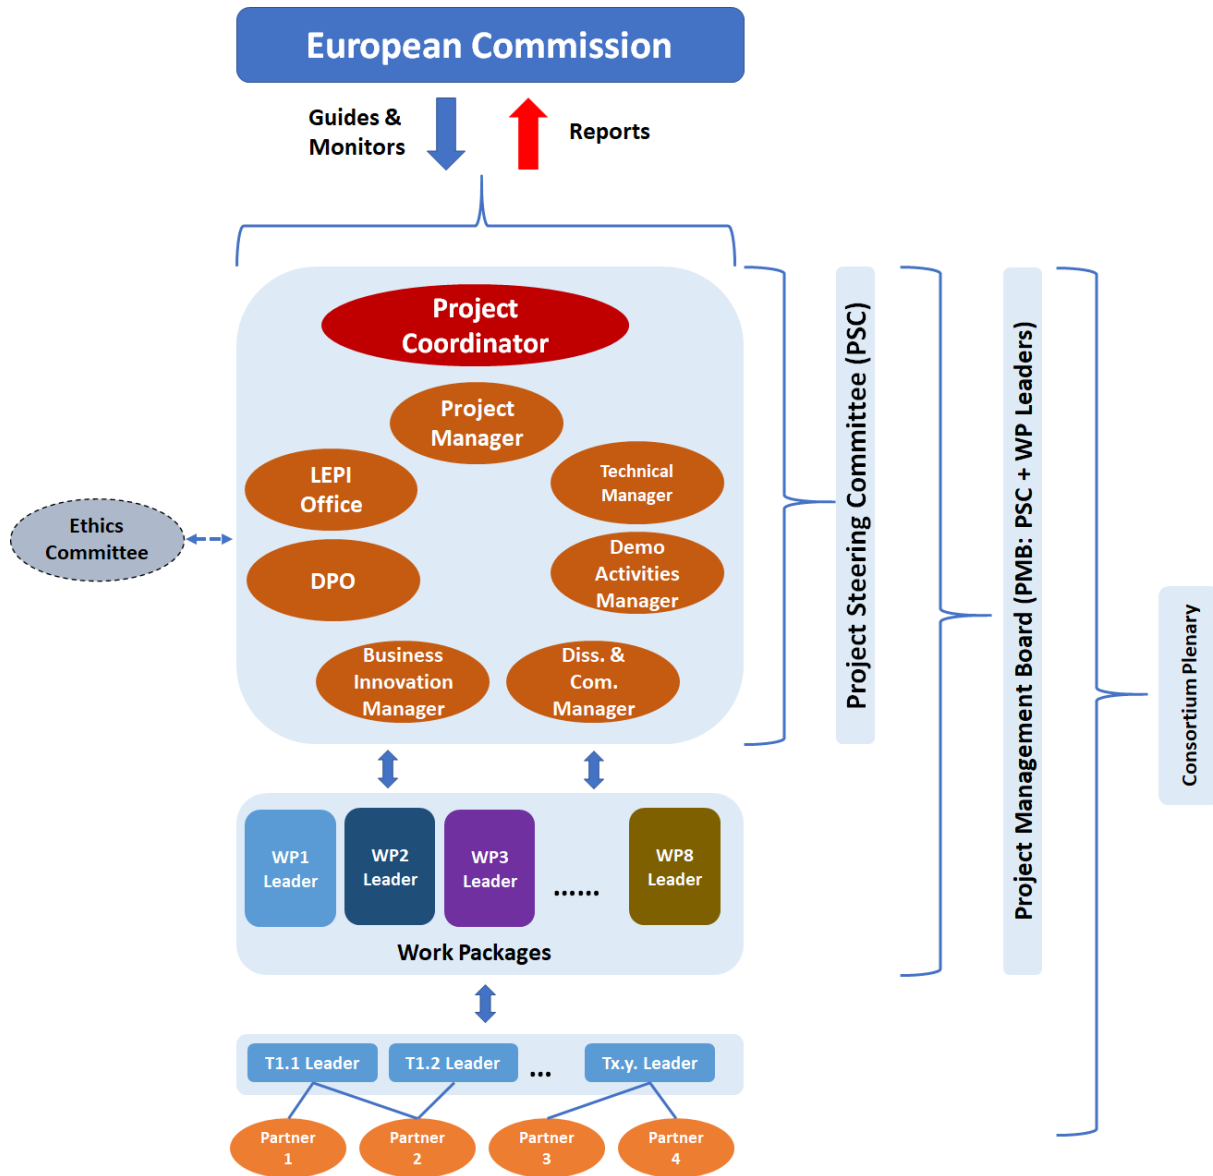 European Commission
Guides &
Monitors
Reports
Project
Coordinator
Project
Manager
LEPI
Office
Technical
Manager
Ethics
Committee
DPO
Demo
Activities
Manager
Business
Innovation
Manager
Diss. &
Com.
Manager
Project Steering Committee (PSC)
Project Management Board (PMB: PSC + WP Leaders)
Consortium Plenary
WP1
Leader
WP2
Leader
WP3
Leader
......
WP8
Leader
Work Packages
T1.1 Leader
T1.2 Leader
...
Tx.y. Leader
Partner
1
Partner
2
Partner
3
Partner
4